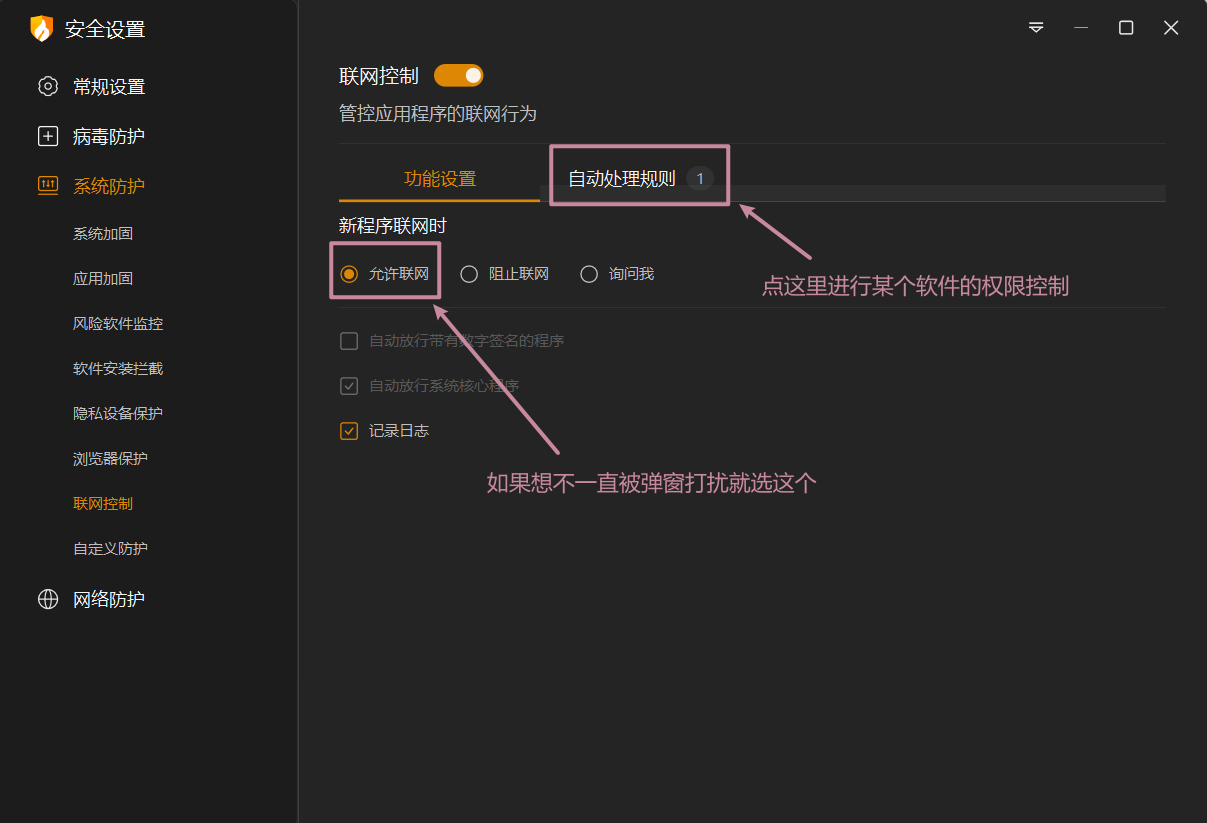 安全设置
常规设置
病毒防护
系统防护
系统加固
应用加固
风险软件监控
软件安装拦截
隐私设备保护
浏览器保护
联网控制
自定义防护
网络防护
联网控制
管控应用程序的联网行为
功能设置
自动处理规则 1
新程序联网时
允许联网 阻止联网 询问我
点这里进行某个软件的权限控制
自动放行带有数字签名的程序
自动放行系统核心程序
记录日志
如果想不一直被弹窗打扰就选这个